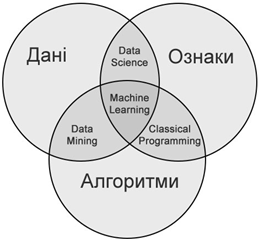 Дані
Data
Science
Ознаки
Machine
Learning
Data
Mining
Classical
Programming
Алгоритми